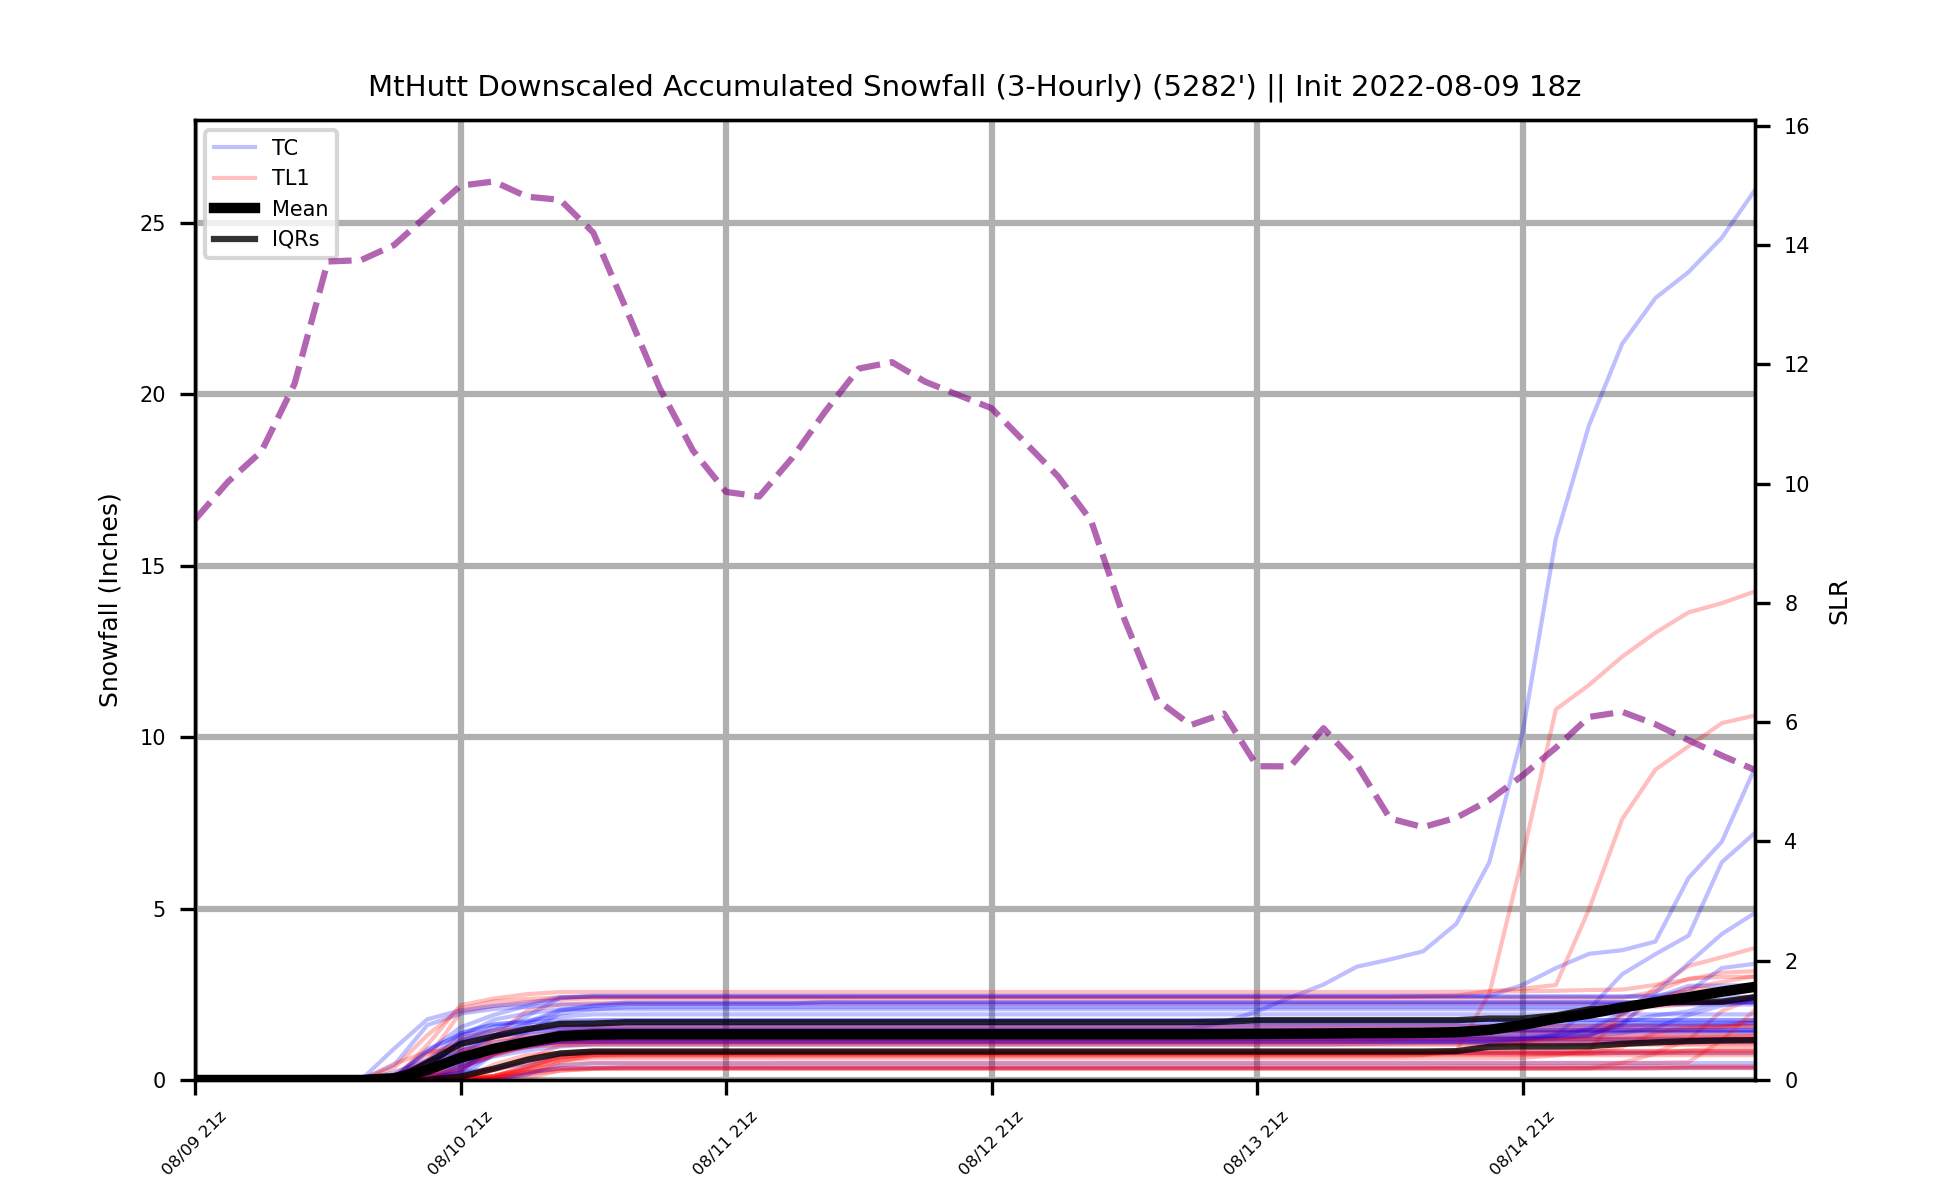 MtHutt Downscaled Accumulated Snowfall (3-Hourly) (5282') || Init 2022-08-09 18z
TC
TL1
Mean
IQRs
Snowfall (Inches)
25
20
15
10
5
0
16
14
12
10
8
6
4
2
0
SLR
08/09 21z
08/10 21z
08/11 21z
08/12 21z
08/13 21z
08/14 21z